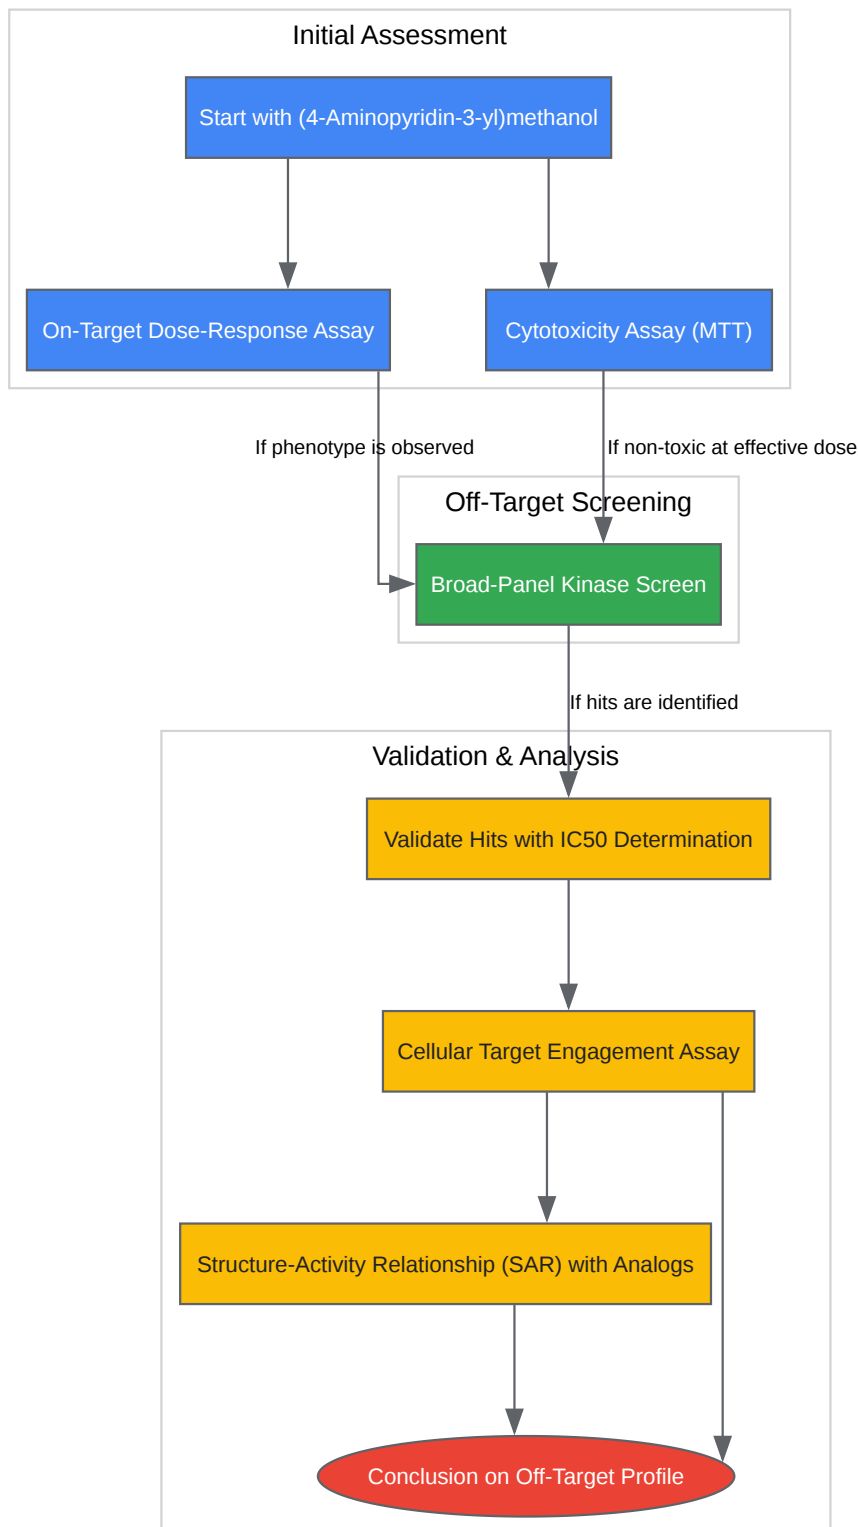 Initial Assessment
Start with (4-Aminopyridin-3-yl)methanol
On-Target Dose-Response Assay
Cytotoxicity Assay (MTT)
If phenotype is observed
If non-toxic at effective dose
Off-Target Screening
Broad-Panel Kinase Screen
If hits are identified
Validation & Analysis
Validate Hits with IC50 Determination
Cellular Target Engagement Assay
Structure-Activity Relationship (SAR) with Analogs
Conclusion on Off-Target Profile